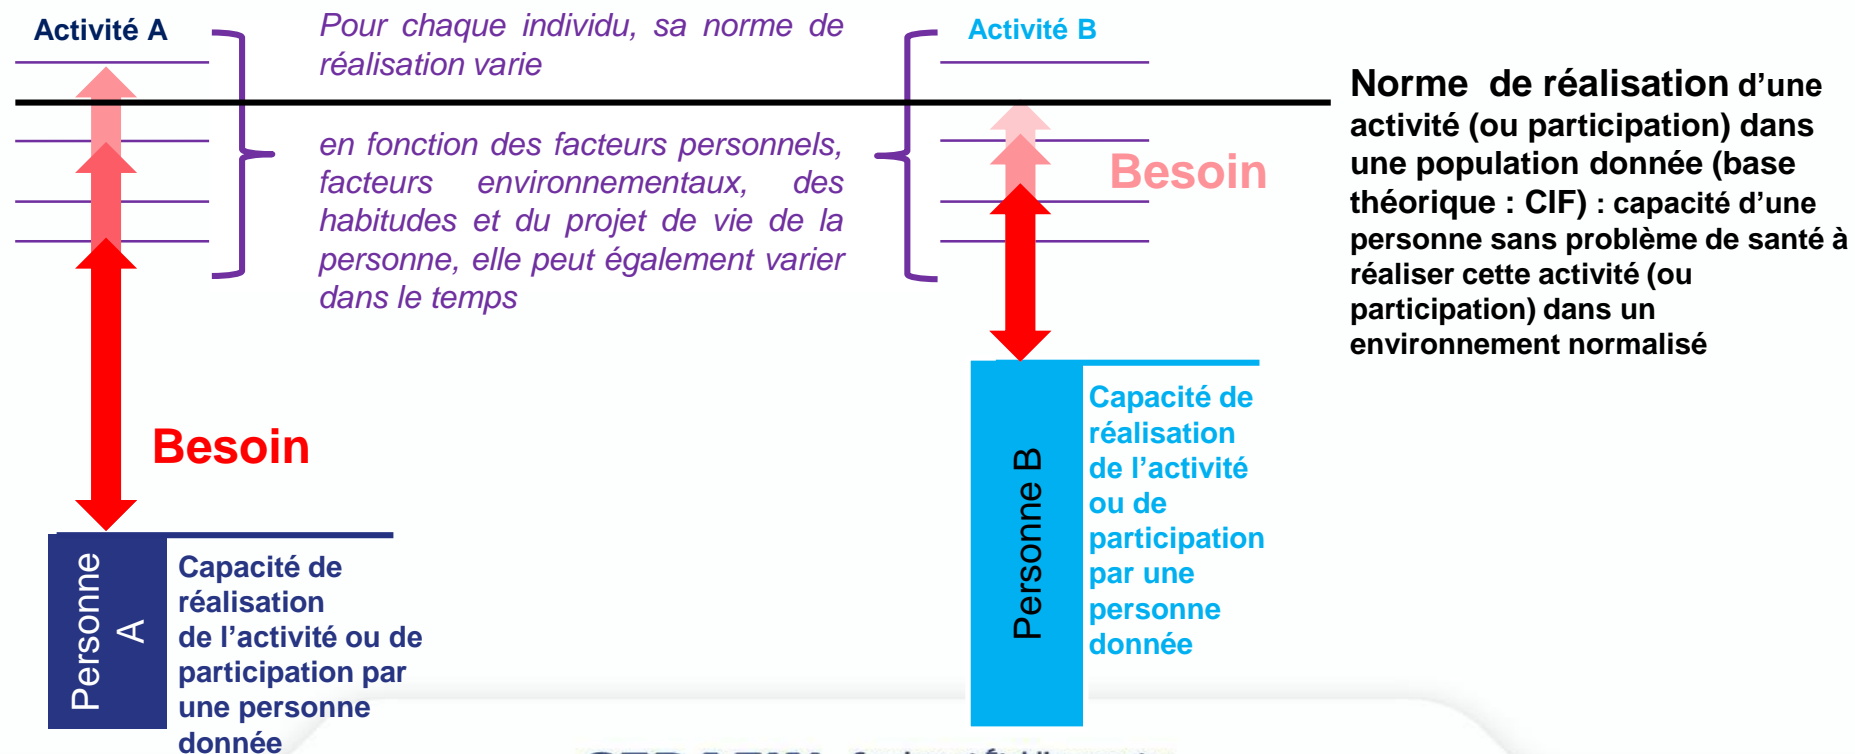 Activité A
Pour chaque individu, sa norme de
réalisation varie
en fonction des facteurs personnels,
facteurs environnementaux, des
habitudes et du projet de vie de la
personne, elle peut également varier
dans le temps
Activité B
Norme de réalisation d'une
activité (ou participation) dans
une population donnée (base
théorique : CIF) : capacité d'une
personne sans problème de santé à
réaliser cette activité (ou
participation) dans un
environnement normalisé
Besoin
Besoin
Personne
A
Capacité de
réalisation
de l'activité ou de
participation par
une personne
donnée
Personne B
Capacité de
réalisation
de l'activité
ou de
participation
par une
personne
donnée